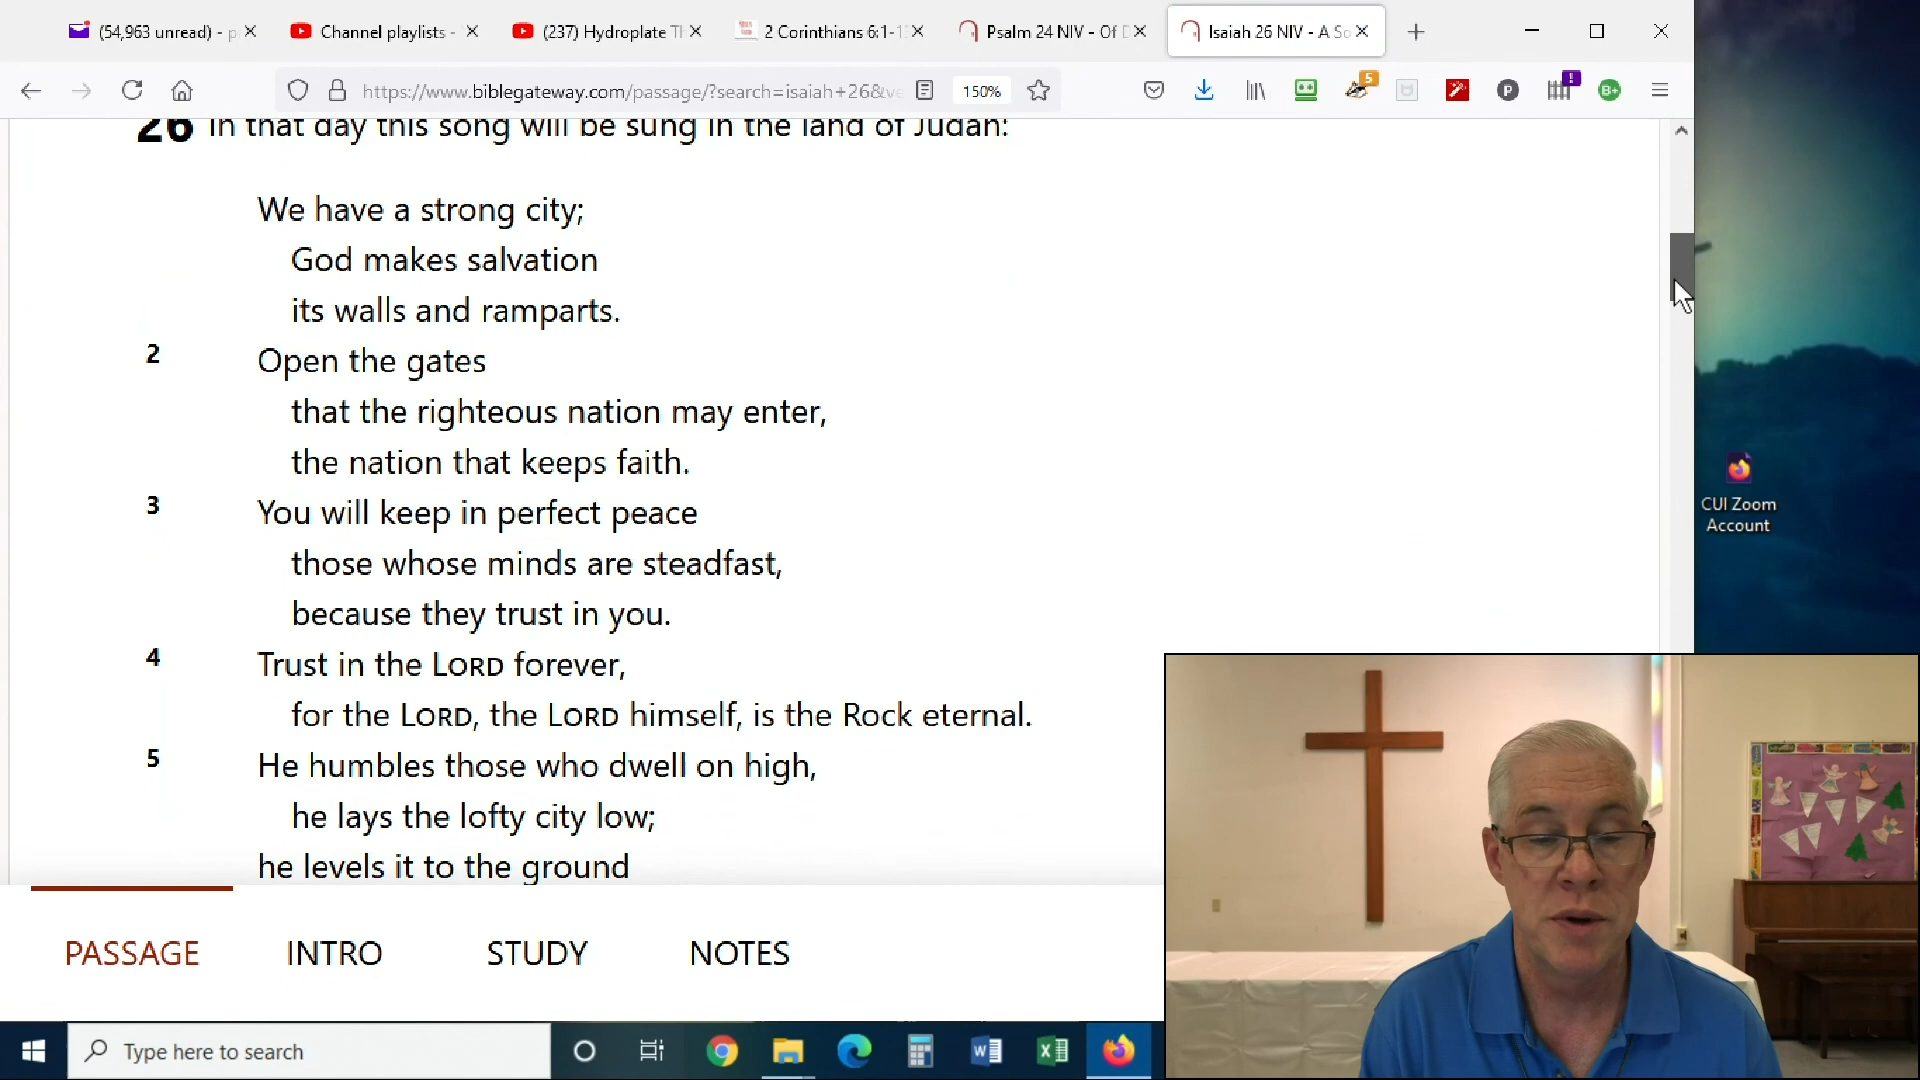 (54,963 unread) - p
Channel playlists -
(237) Hydroplate T
2 Corinthians 6:1-1
Psalm 24 NIV - Of D
Isaiah 26 NIV - A So
https://www.biblegateway.com/passage/?search=isaiah+26&ve
150%
5
!
P
B+
26 In that day this song will be sung in the land of Judah:
We have a strong city;
God makes salvation
its walls and ramparts.
2 Open the gates
that the righteous nation may enter,
the nation that keeps faith.
3 You will keep in perfect peace
those whose minds are steadfast,
because they trust in you.
4 Trust in the LORD forever,
for the LORD, the LORD himself, is the Rock eternal.
5 He humbles those who dwell on high,
he lays the lofty city low;
he levels it to the ground
CUI Zoom
Account
PASSAGE INTRO STUDY NOTES
Type here to search